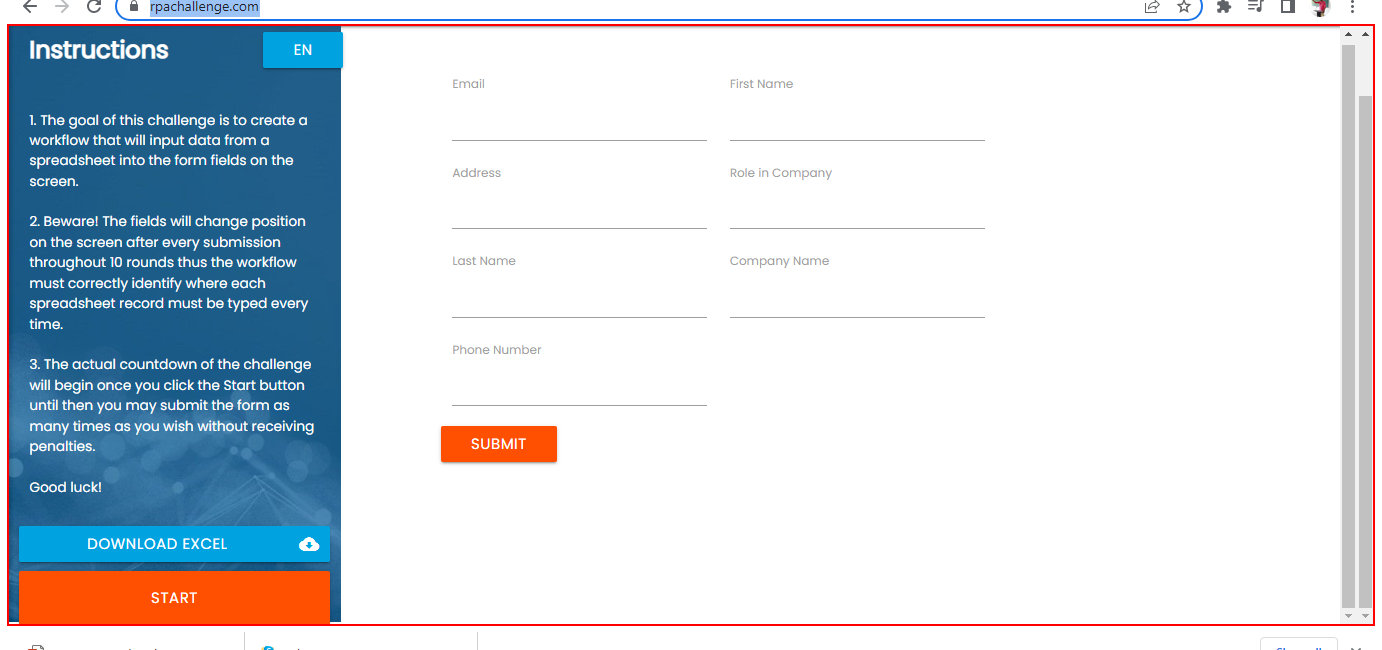 rpachallenge.com
Instructions
EN
1. The goal of this challenge is to create a
workflow that will input data from a
spreadsheet into the form fields on the
screen.
2. Beware! The fields will change position
on the screen after every submission
throughout 10 rounds thus the workflow
must correctly identify where each
spreadsheet record must be typed every
time.
3. The actual countdown of the challenge
will begin once you click the Start button
until then you may submit the form as
many times as you wish without receiving
penalties.
Good luck!
DOWNLOAD EXCEL
START
Email
First Name
Address
Role in Company
Last Name
Company Name
Phone Number
SUBMIT